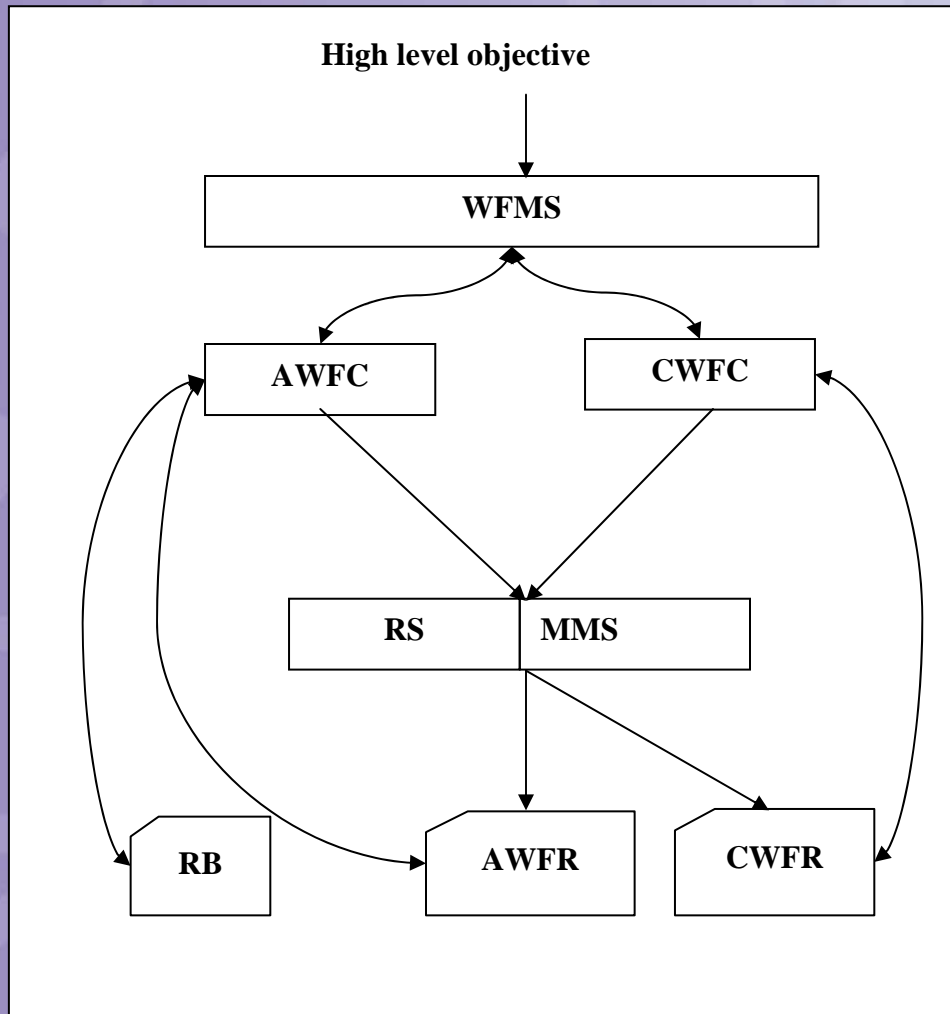 High level objective
WFMS
AWFC
CWFC
RS MMS
RB
AWFR
CWFR